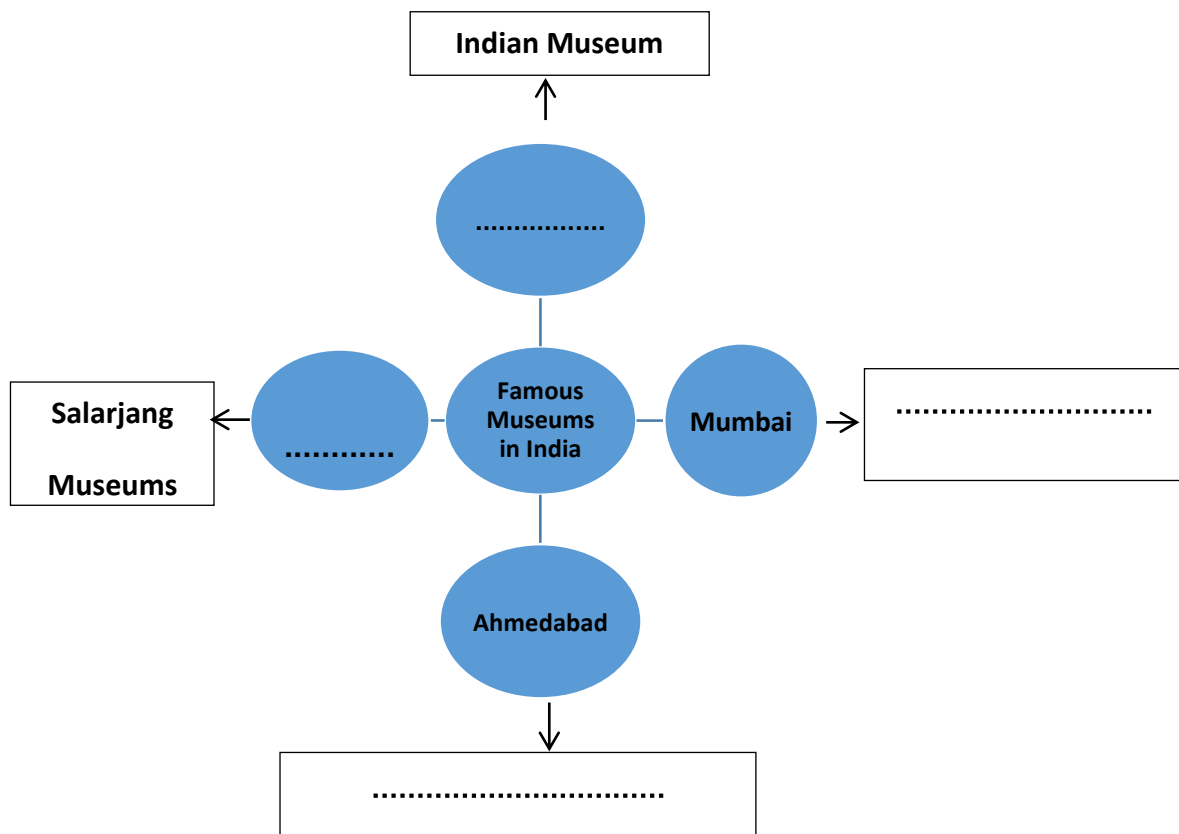 Indian Museum
.................
Famous
Museums
in India
Mumbai
.............................
Salarjang
Museums
............
Ahmedabad
.................................